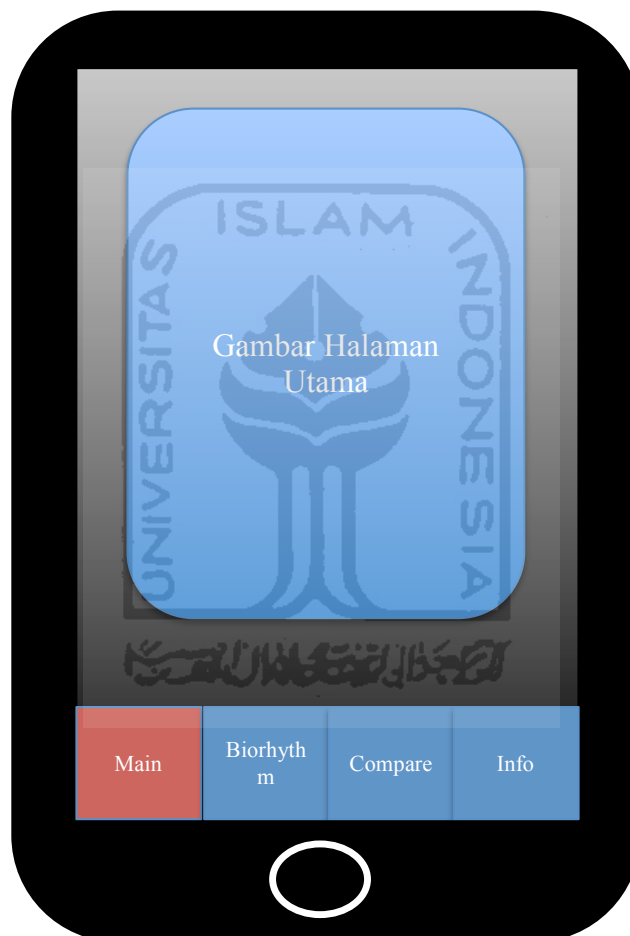 ISLAM
UNIVERSITAS
INDONESIA
Gambar Halaman
Utama
Main
Biorhyth
m
Compare
Info